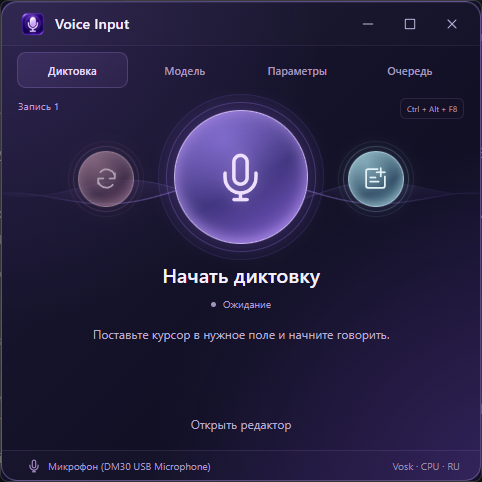 Voice Input
Диктовка Модель Параметры Очередь
Запись 1 Ctrl + Alt + F8
Начать диктовку
Ожидание
Поставьте курсор в нужное поле и начните говорить.
Открыть редактор
Микрофон (DM30 USB Microphone) Vosk · CPU · RU